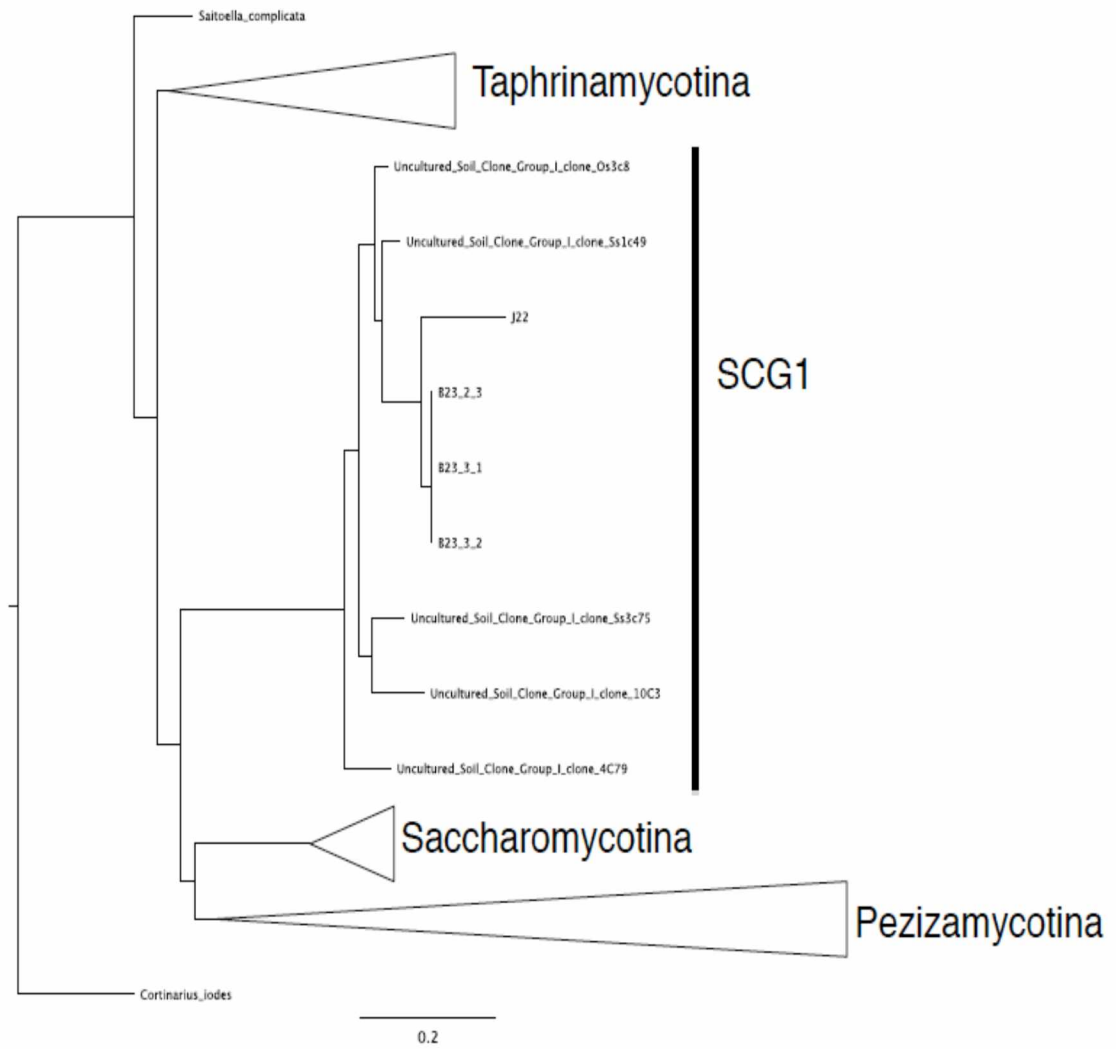 Saitoella_complicata
Taphrinamycotina
Uncultured_Soil_Clone_Group_I_clone_Os3c8
Uncultured_Soil_Clone_Group_I_clone_Ss1c49
J22
SCG1
B23_2_3
B23_3_1
B23_3_2
Uncultured_Soil_Clone_Group_I_clone_Ss3c75
Uncultured_Soil_Clone_Group_I_clone_10C3
Uncultured_Soil_Clone_Group_I_clone_4C79
Saccharomycotina
Pezizamycotina
Cortinarius_iodes
0.2